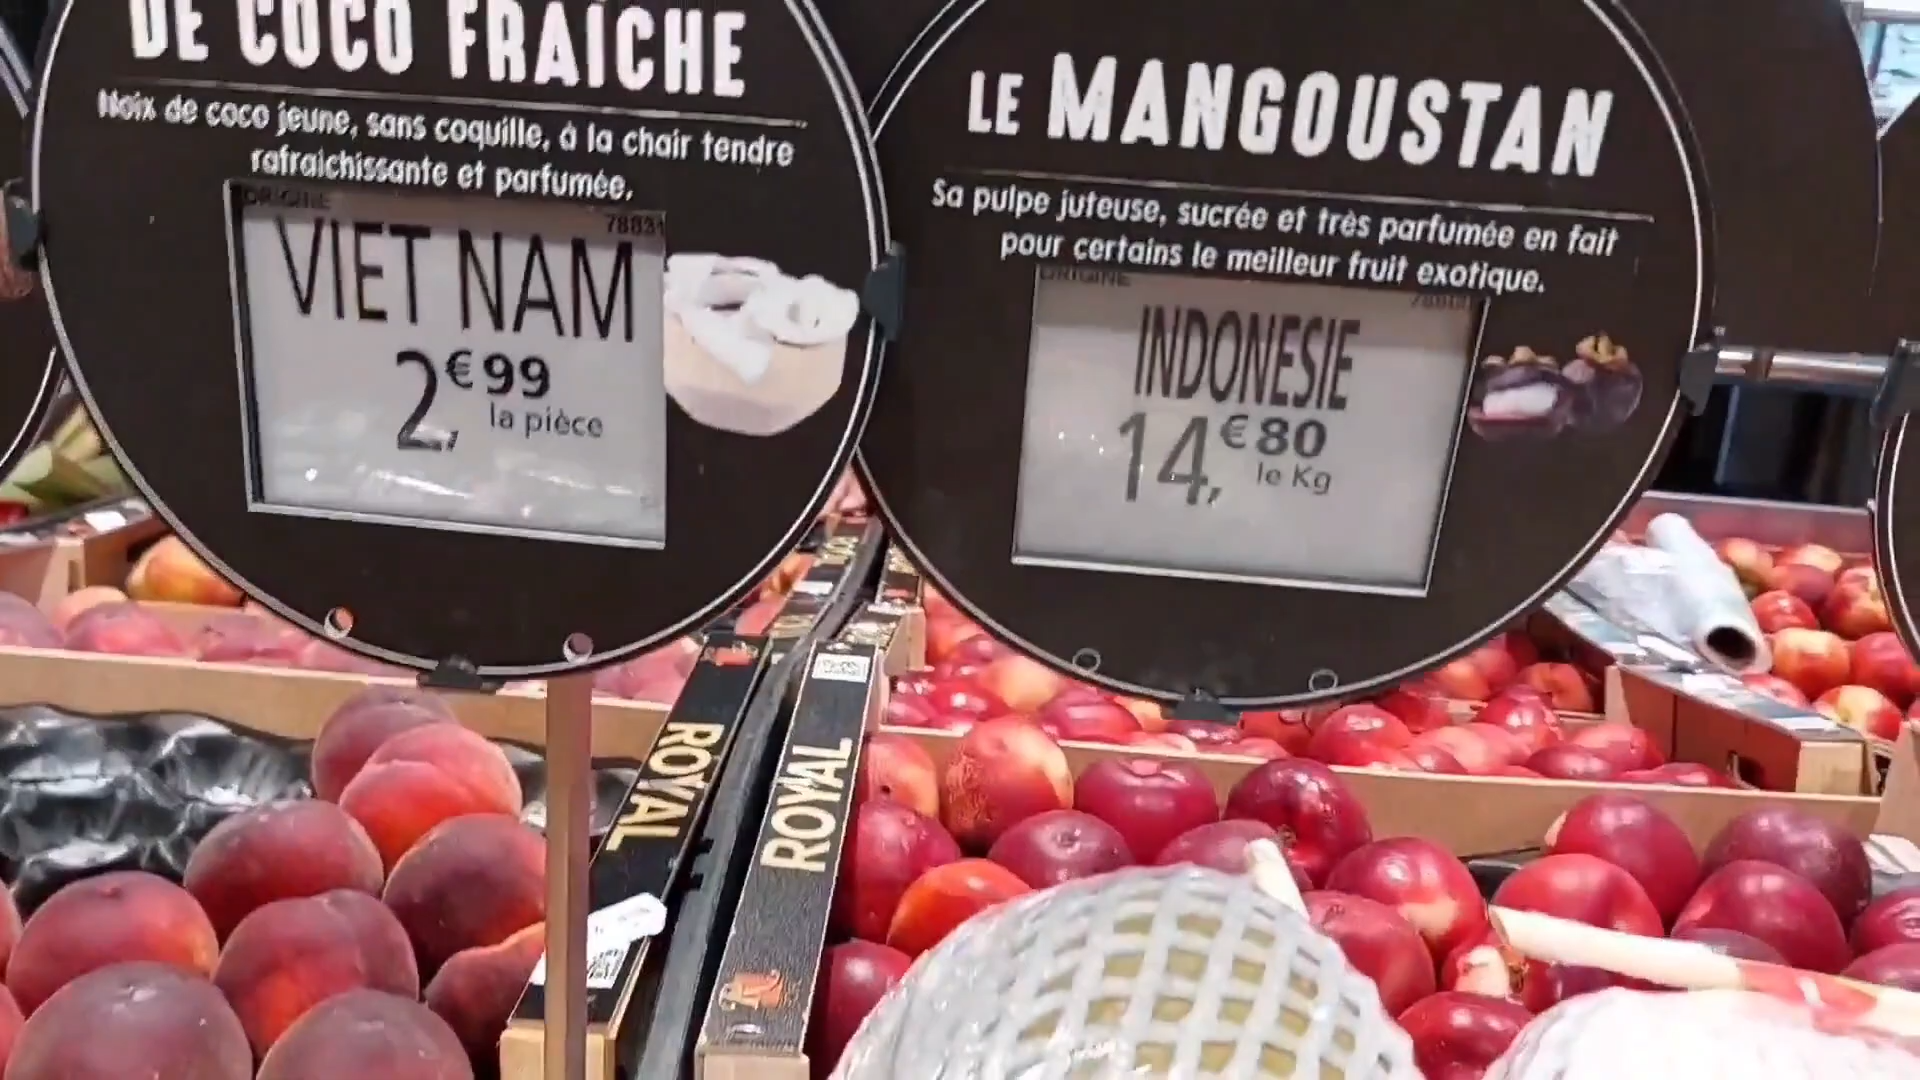 DE COCO FRAÎCHE
Noix de coco jeune, sans coquille, à la chair tendre
rafraichissante et parfumée.
ORIGINE
78831
VIET NAM
2,€99
la pièce
LE MANGOUSTAN
Sa pulpe juteuse, sucrée et très parfumée en fait
pour certains le meilleur fruit exotique.
ORIGINE
INDONESIE
14,€80
le Kg
ROYAL
ROYAL